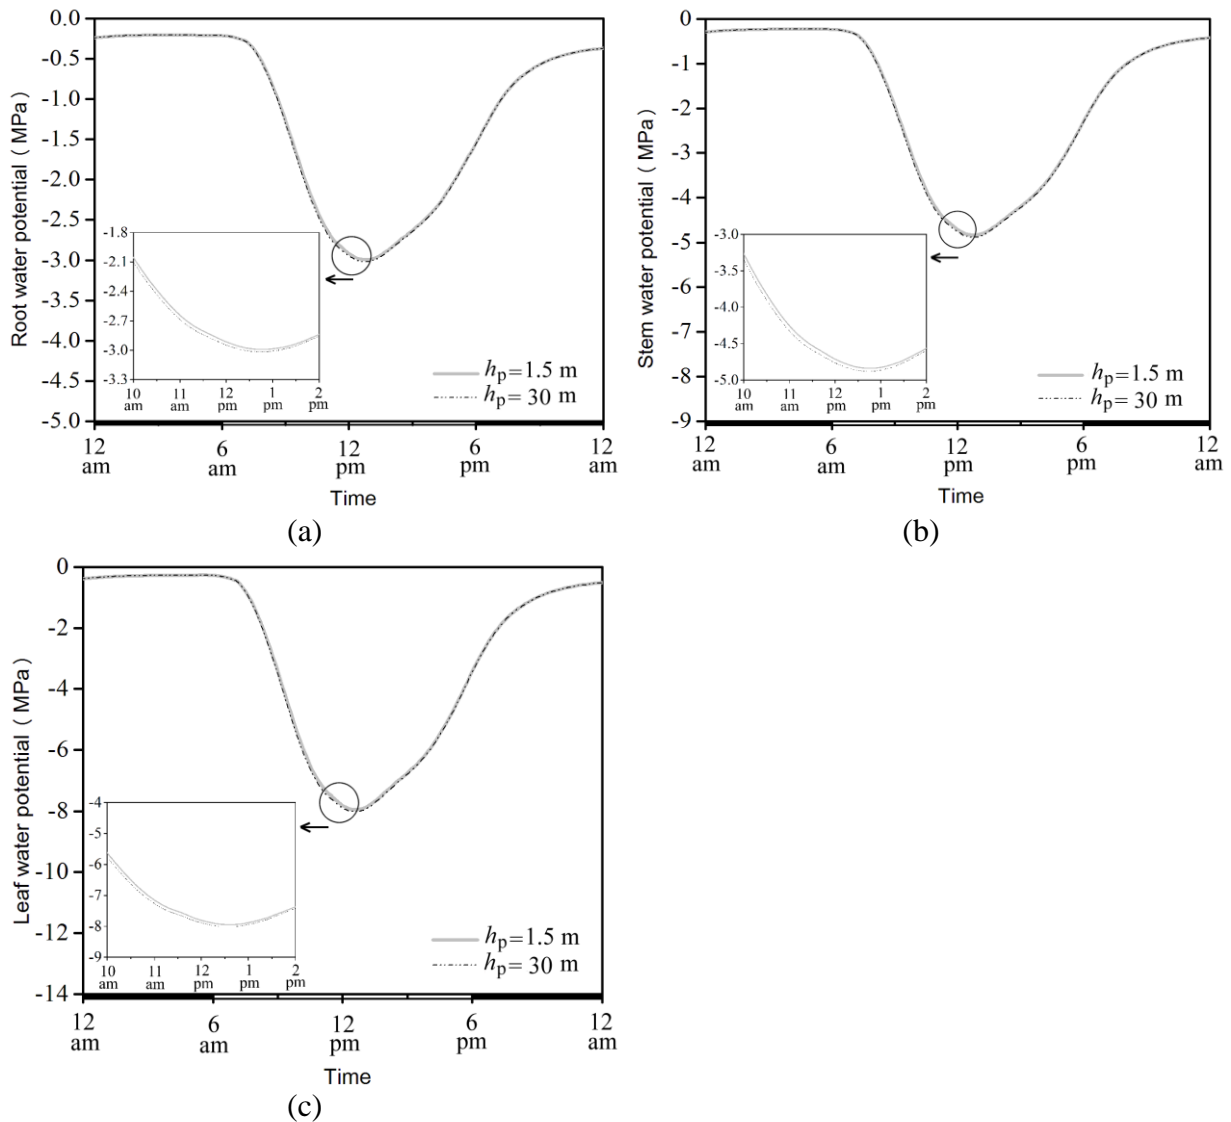 0.0
-0.5
-1.0
-1.5
-2.0
-2.5
-3.0
-3.5
-4.0
-4.5
-5.0
Root water potential ( MPa )
-1.8
-2.1
-2.4
-2.7
-3.0
-3.3
10 am
11 am
12 pm
1 pm
2 pm
hp=1.5 m
hp= 30 m
12 am
6 am
12 pm
6 pm
12 am
Time
(a)
0
-1
-2
-3
-4
-5
-6
-7
-8
-9
Stem water potential ( MPa )
-3.0
-3.5
-4.0
-4.5
-5.0
10 am
11 am
12 pm
1 pm
2 pm
hp=1.5 m
hp= 30 m
12 am
6 am
12 pm
6 pm
12 am
Time
(b)
0
-2
-4
-6
-8
-10
-12
-14
Leaf water potential ( MPa )
-4
-5
-6
-7
-8
-9
10 am
11 am
12 pm
1 pm
2 pm
hp=1.5 m
hp= 30 m
12 am
6 am
12 pm
6 pm
12 am
Time
(c)